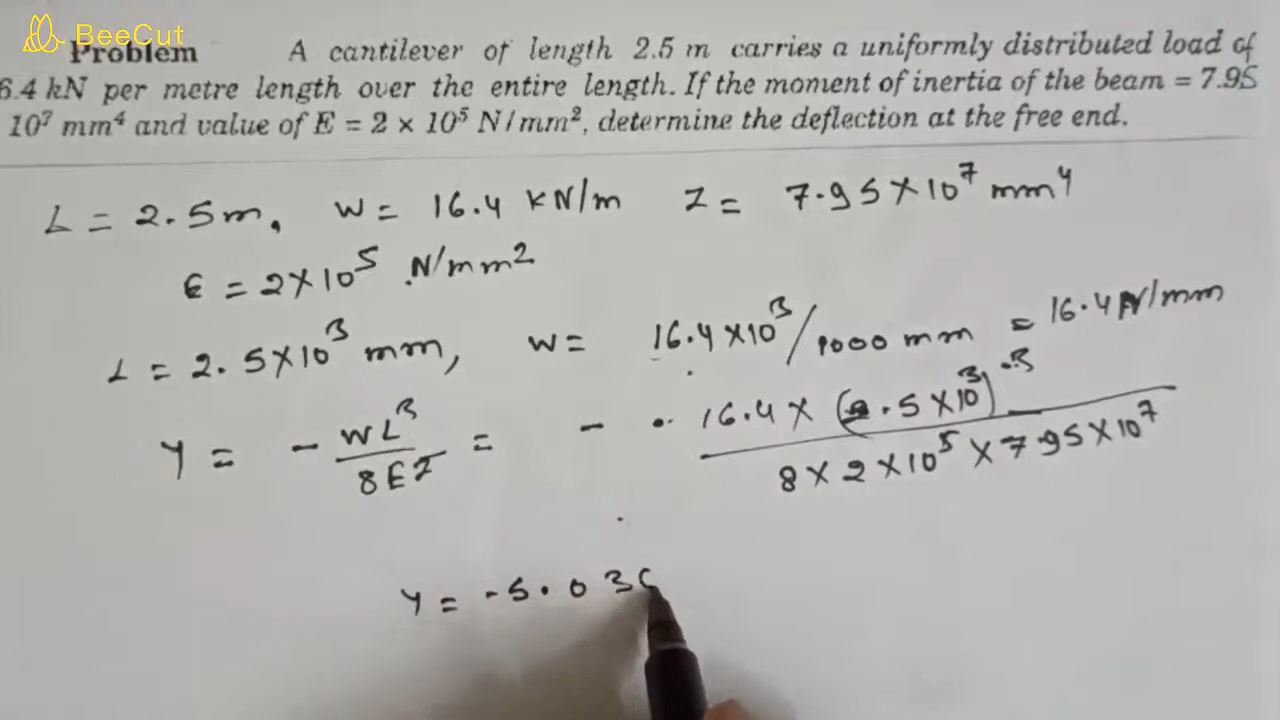 BeeCut
Problem A cantilever of length 2.5 m carries a uniformly distributed load of
6.4 kN per metre length over the entire length. If the moment of inertia of the beam = 7.95
10⁷ mm⁴ and value of E = 2 × 10⁵ N/mm², determine the deflection at the free end.
L = 2.5m, W = 16.4 KN/m I = 7.95×10⁷ mm⁴
E = 2×10⁵ N/mm²
L = 2.5×10³ mm, W = 16.4×10³/1000 mm = 16.4 N/mm
Y = - WL³/8EI = - 16.4 × (2.5×10³)³ / 8×2×10⁵×7.95×10⁷
Y = -5.03